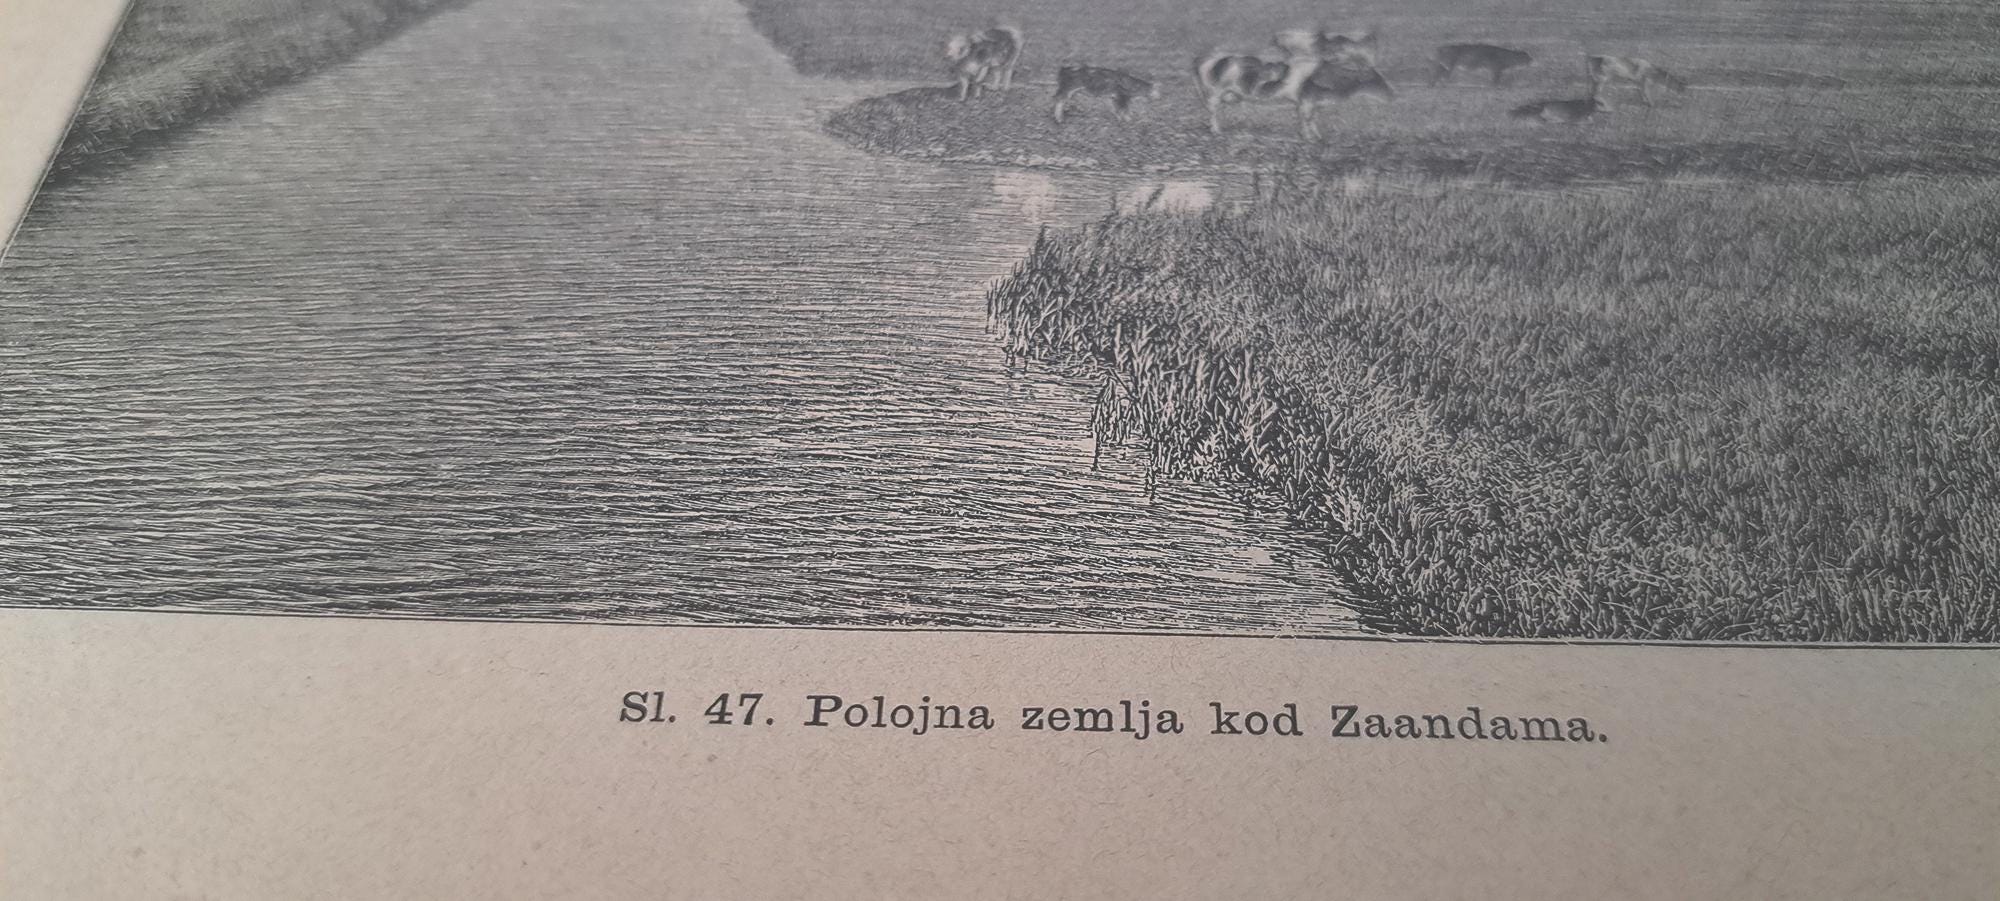 Sl. 47. Polojna zemlja kod Zaandama.